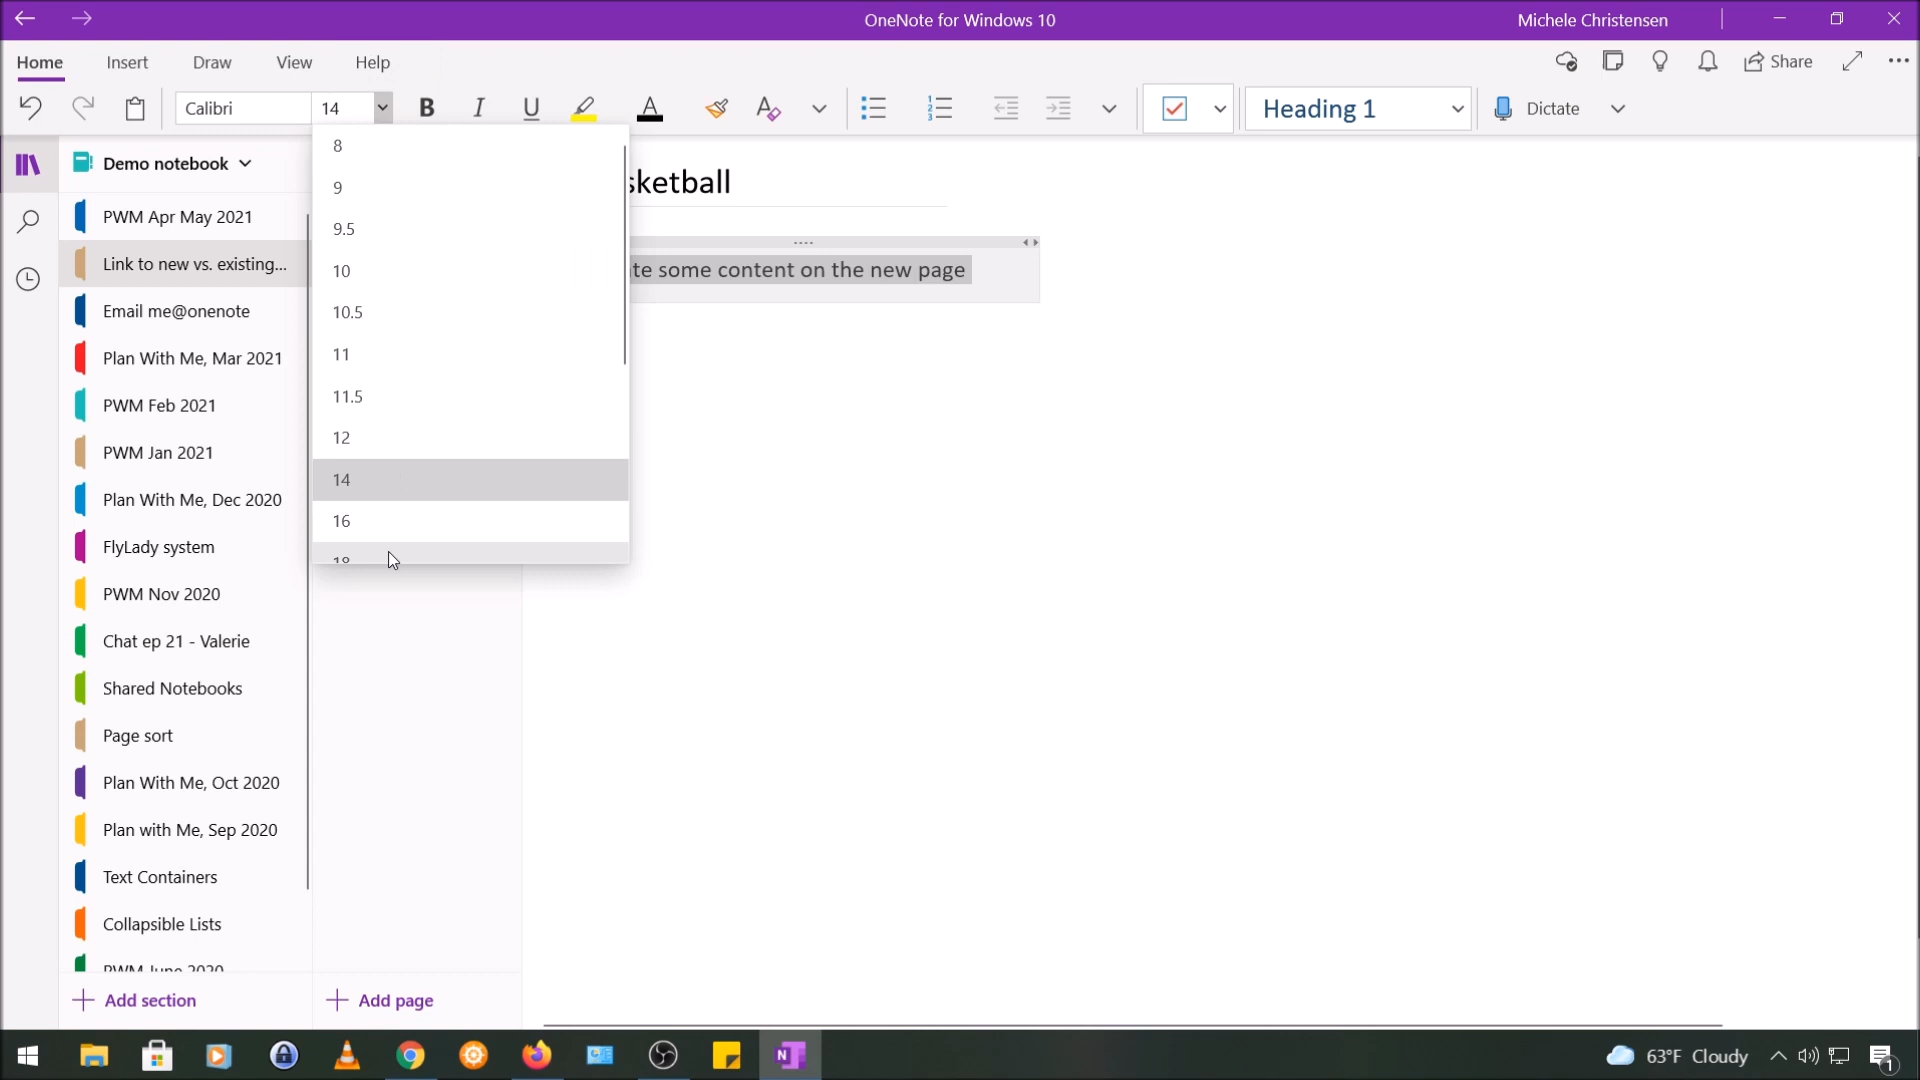 OneNote for Windows 10
Michele Christensen
Home Insert Draw View Help
Share
Calibri 14 B I U A A Heading 1 Dictate
Demo notebook
PWM Apr May 2021
Link to new vs. existing...
Email me@onenote
Plan With Me, Mar 2021
PWM Feb 2021
PWM Jan 2021
Plan With Me, Dec 2020
FlyLady system
PWM Nov 2020
Chat ep 21 - Valerie
Shared Notebooks
Page sort
Plan With Me, Oct 2020
Plan with Me, Sep 2020
Text Containers
Collapsible Lists
PWM June 2020
Add section
8
9
9.5
10
10.5
11
11.5
12
14
16
18
Add page
sketball
te some content on the new page
N
63°F Cloudy
1